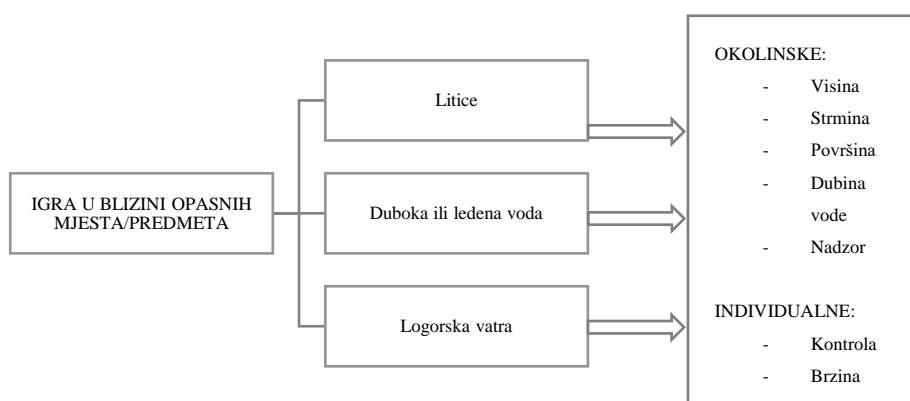 IGRA U BLIZINI OPASNIH
MJESTA/PREDMETA
Litice
Duboka ili ledena voda
Logorska vatra
OKOLINSKE:
- Visina
- Strmina
- Površina
- Dubina
vode
- Nadzor
INDIVIDUALNE:
- Kontrola
- Brzina